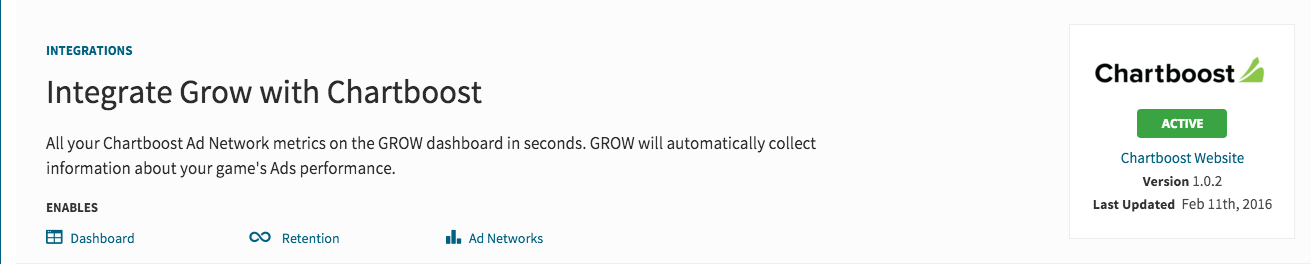 INTEGRATIONS
Integrate Grow with Chartboost
All your Chartboost Ad Network metrics on the GROW dashboard in seconds. GROW will automatically collect
information about your game's Ads performance.
ENABLES
Dashboard
Retention
Ad Networks
Chartboost
ACTIVE
Chartboost Website
Version 1.0.2
Last Updated Feb 11th, 2016